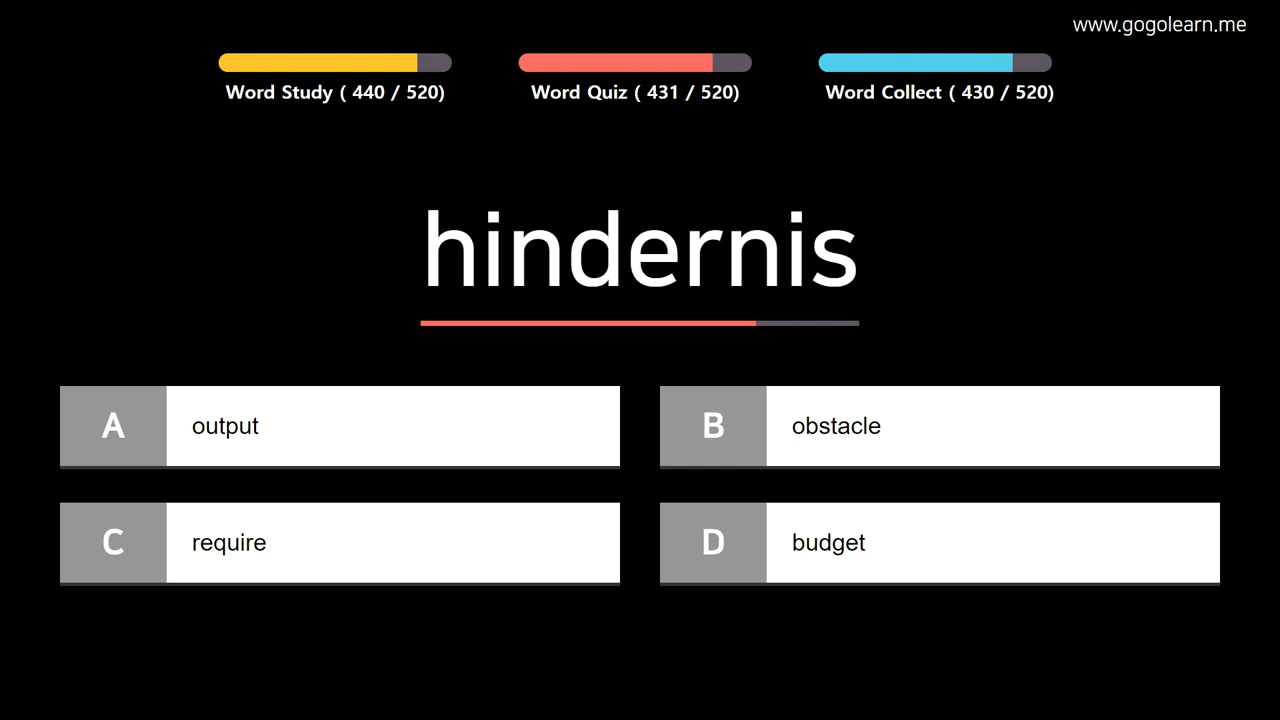 www.gogolearn.me
Word Study ( 440 / 520)
Word Quiz ( 431 / 520)
Word Collect ( 430 / 520)
hindernis
A
output
B
obstacle
C
require
D
budget